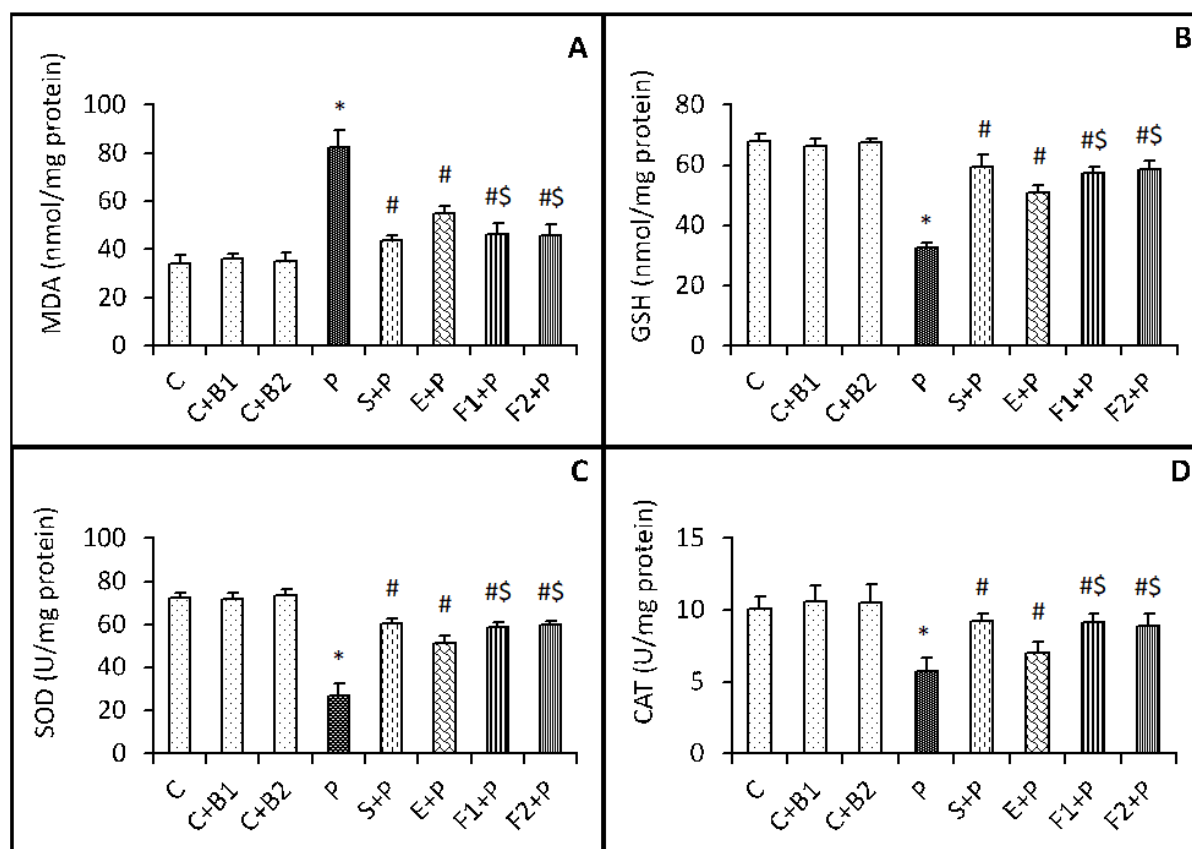 A
MDA (nmol/mg protein)
100
80
60
40
20
0
*
#
#
#$
#$
C
C+B1
C+B2
P
S+P
E+P
F1+P
F2+P
B
GSH (nmol/mg protein)
80
60
40
20
0
*
#
#
#$
#$
C
C+B1
C+B2
P
S+P
E+P
F1+P
F2+P
C
SOD (U/mg protein)
100
80
60
40
20
0
*
#
#
#$
#$
C
C+B1
C+B2
P
S+P
E+P
F1+P
F2+P
D
CAT (U/mg protein)
15
10
5
0
*
#
#
#$
#$
C
C+B1
C+B2
P
S+P
E+P
F1+P
F2+P